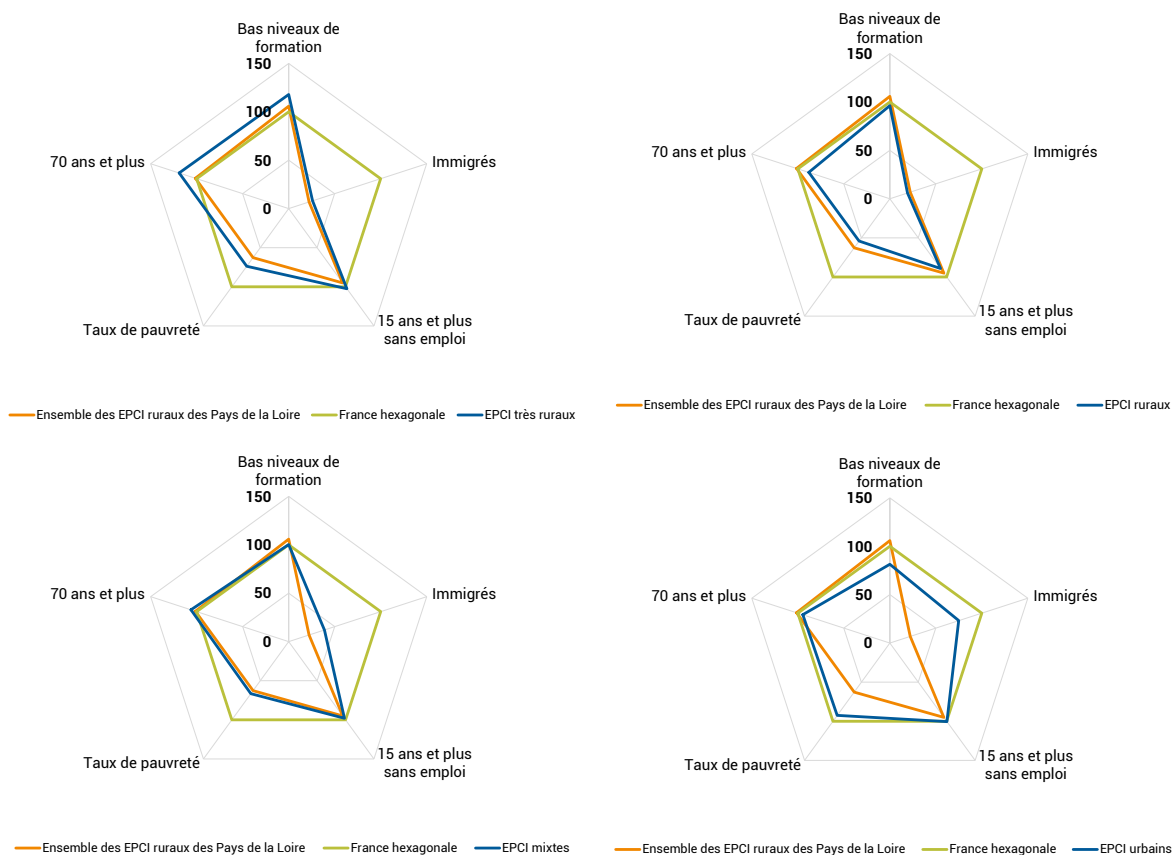 Bas niveaux de
formation
150
100
50
0
Immigrés
15 ans et plus
sans emploi
Taux de pauvreté
70 ans et plus
Ensemble des EPCI ruraux des Pays de la Loire France hexagonale EPCI très ruraux
Bas niveaux de
formation
150
100
50
0
Immigrés
15 ans et plus
sans emploi
Taux de pauvreté
70 ans et plus
Ensemble des EPCI ruraux des Pays de la Loire France hexagonale EPCI ruraux
Bas niveaux de
formation
150
100
50
0
Immigrés
15 ans et plus
sans emploi
Taux de pauvreté
70 ans et plus
Ensemble des EPCI ruraux des Pays de la Loire France hexagonale EPCI mixtes
Bas niveaux de
formation
150
100
50
0
Immigrés
15 ans et plus
sans emploi
Taux de pauvreté
70 ans et plus
Ensemble des EPCI ruraux des Pays de la Loire France hexagonale EPCI urbains